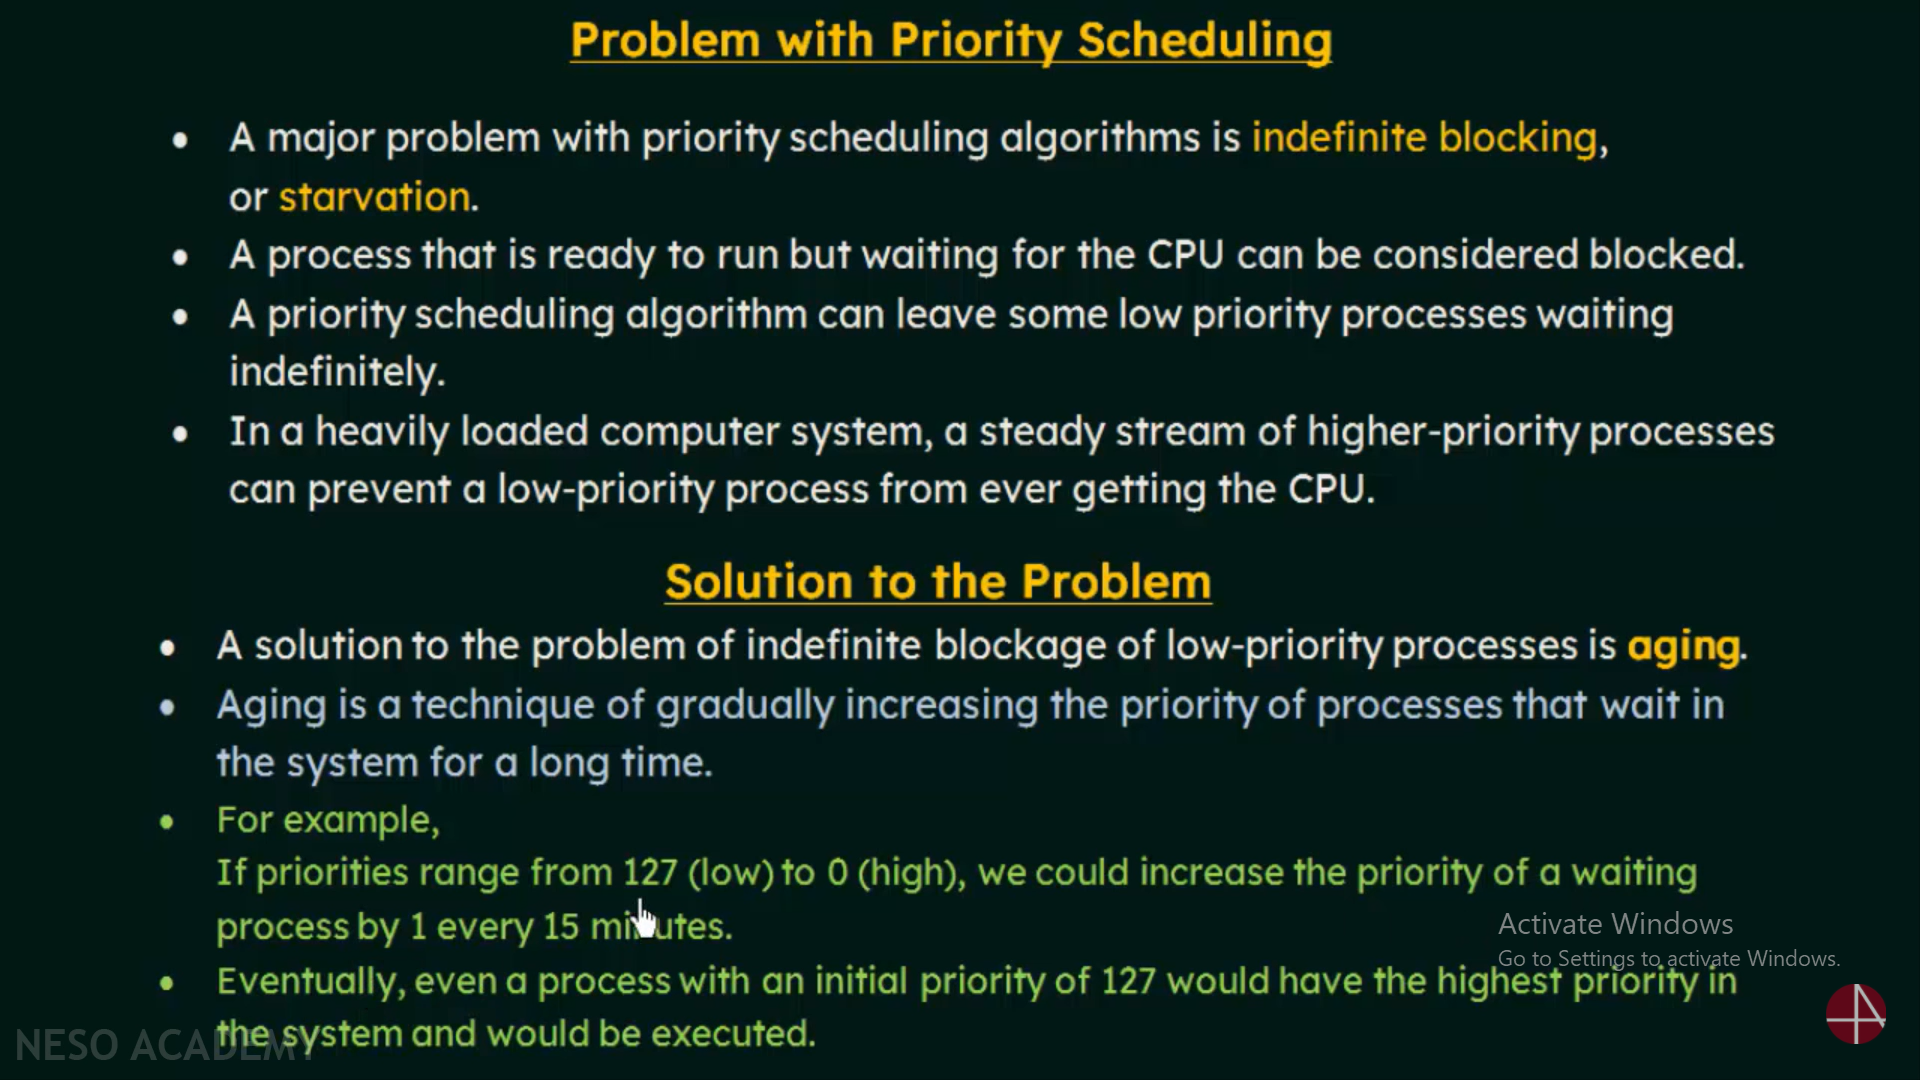 Problem with Priority Scheduling
• A major problem with priority scheduling algorithms is indefinite blocking,
or starvation.
• A process that is ready to run but waiting for the CPU can be considered blocked.
• A priority scheduling algorithm can leave some low priority processes waiting
indefinitely.
• In a heavily loaded computer system, a steady stream of higher-priority processes
can prevent a low-priority process from ever getting the CPU.
Solution to the Problem
• A solution to the problem of indefinite blockage of low-priority processes is aging.
• Aging is a technique of gradually increasing the priority of processes that wait in
the system for a long time.
• For example,
If priorities range from 127 (low) to 0 (high), we could increase the priority of a waiting
process by 1 every 15 minutes.
Activate Windows
Go to Settings to activate Windows.
• Eventually, even a process with an initial priority of 127 would have the highest priority in
the system and would be executed.
NESO ACADEMY